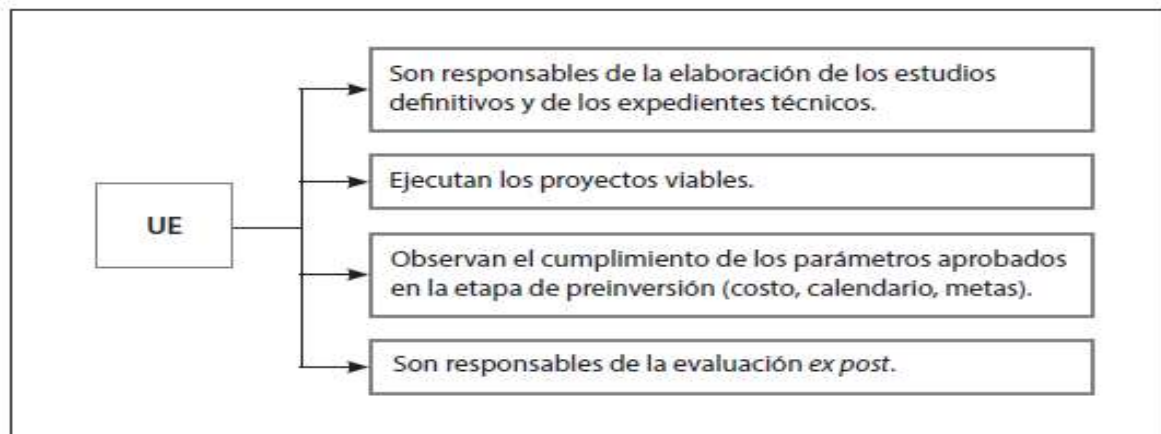 Son responsables de la elaboración de los estudios
definitivos y de los expedientes técnicos.
Ejecutan los proyectos viables.
UE
Observan el cumplimiento de los parámetros aprobados
en la etapa de preinversión (costo, calendario, metas).
Son responsables de la evaluación ex post.